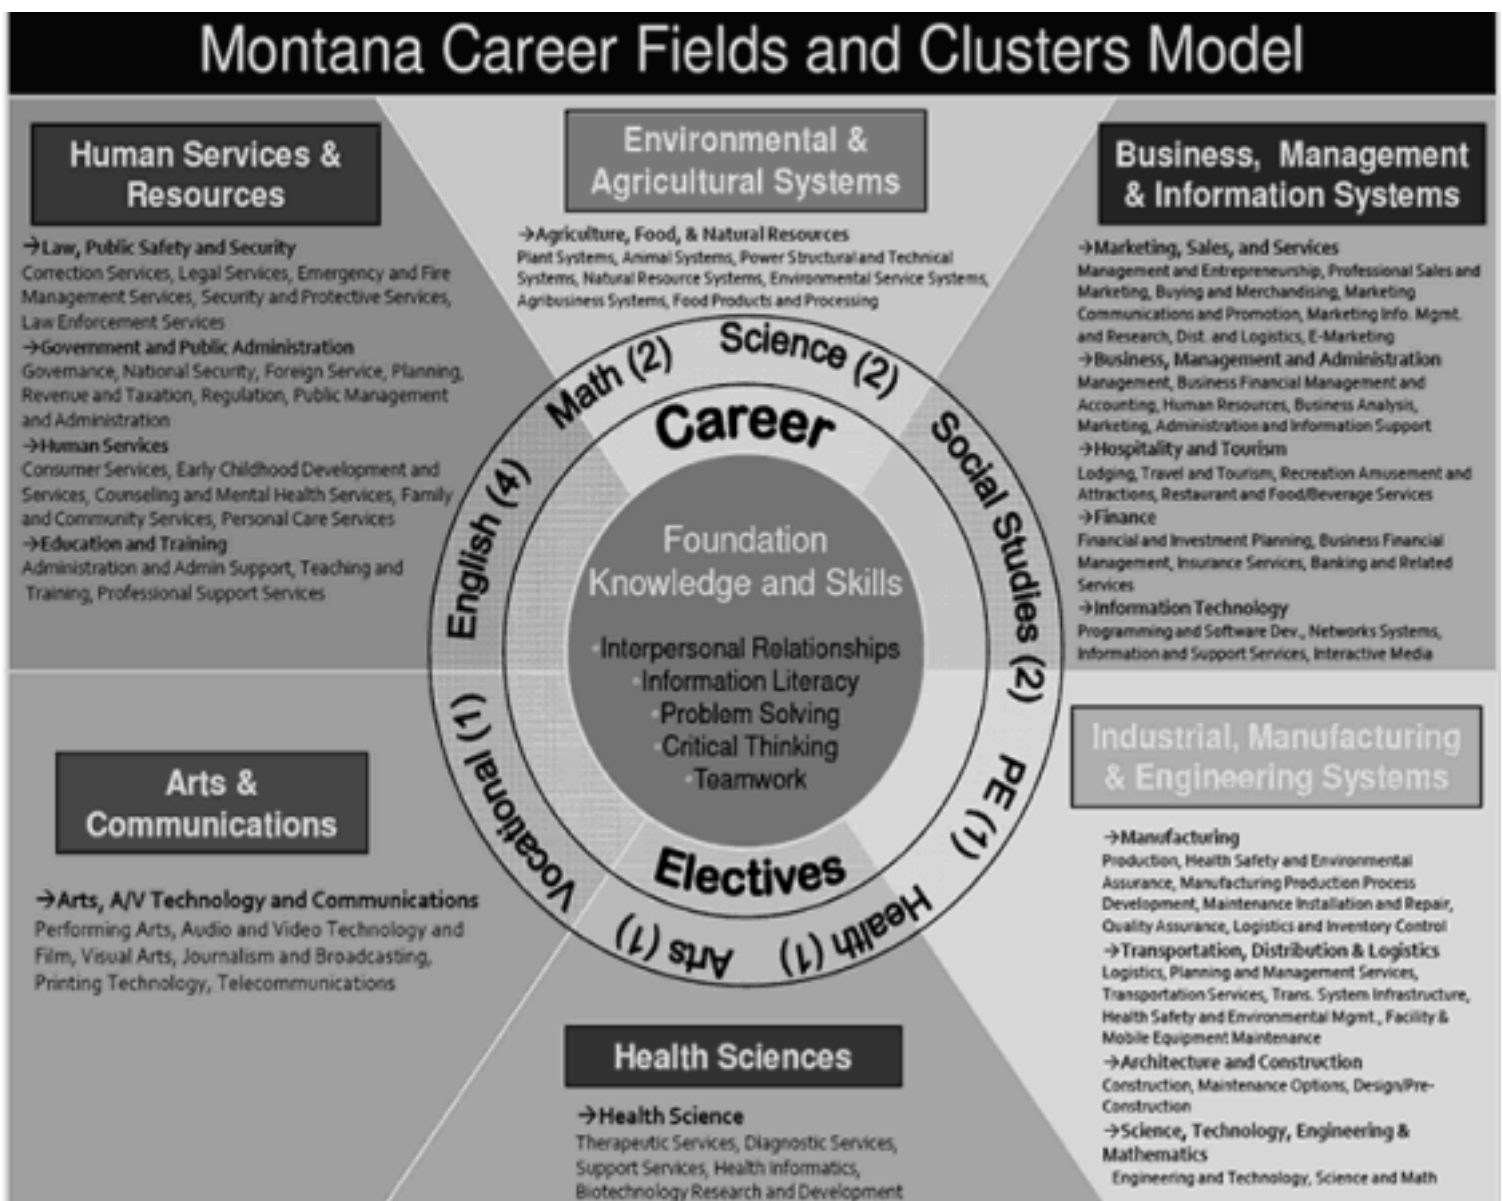 Montana Career Fields and Clusters Model
Human Services &
Resources
→Law, Public Safety and Security
Correction Services, Legal Services, Emergency and Fire
Management Services, Security and Protective Services,
Law Enforcement Services
→Government and Public Administration
Governance, National Security, Foreign Service, Planning,
Revenue and Taxation, Regulation, Public Management
and Administration
→Human Services
Consumer Services, Early Childhood Development and
Services, Counseling and Mental Health Services, Family
and Community Services, Personal Care Services
→Education and Training
Administration and Admin Support, Teaching and
Training, Professional Support Services
Environmental &
Agricultural Systems
→Agriculture, Food, & Natural Resources
Plant Systems, Animal Systems, Power Structural and Technical
Systems, Natural Resource Systems, Environmental Service Systems,
Agribusiness Systems, Food Products and Processing
Business, Management
& Information Systems
→Marketing, Sales, and Services
Management and Entrepreneurship, Professional Sales and
Marketing, Buying and Merchandising, Marketing
Communications and Promotion, Marketing Info. Mgmt.
and Research, Dist. and Logistics, E-Marketing
→Business, Management and Administration
Management, Business Financial Management and
Accounting, Human Resources, Business Analysis,
Marketing, Administration and Information Support
→Hospitality and Tourism
Lodging, Travel and Tourism, Recreation Amusement and
Attractions, Restaurant and Food/Beverage Services
→Finance
Financial and Investment Planning, Business Financial
Management, Insurance Services, Banking and Related
Services
→Information Technology
Programming and Software Dev., Networks Systems,
Information and Support Services, Interactive Media
English (4)
Math (2)
Science (2)
Social Studies (2)
PE (1)
Health (1)
Arts (1)
Vocational (1)
Career
Foundation
Knowledge and Skills
•Interpersonal Relationships
•Information Literacy
•Problem Solving
•Critical Thinking
•Teamwork
Electives
Arts &
Communications
→Arts, A/V Technology and Communications
Performing Arts, Audio and Video Technology and
Film, Visual Arts, Journalism and Broadcasting,
Printing Technology, Telecommunications
Health Sciences
→Health Science
Therapeutic Services, Diagnostic Services,
Support Services, Health Informatics,
Biotechnology Research and Development
Industrial, Manufacturing
& Engineering Systems
→Manufacturing
Production, Health Safety and Environmental
Assurance, Manufacturing Production Process
Development, Maintenance Installation and Repair,
Quality Assurance, Logistics and Inventory Control
→Transportation, Distribution & Logistics
Logistics, Planning and Management Services,
Transportation Services, Trans. System Infrastructure,
Health Safety and Environmental Mgmt., Facility &
Mobile Equipment Maintenance
→Architecture and Construction
Construction, Maintenance Options, Design/Pre-
Construction
→Science, Technology, Engineering &
Mathematics
Engineering and Technology, Science and Math